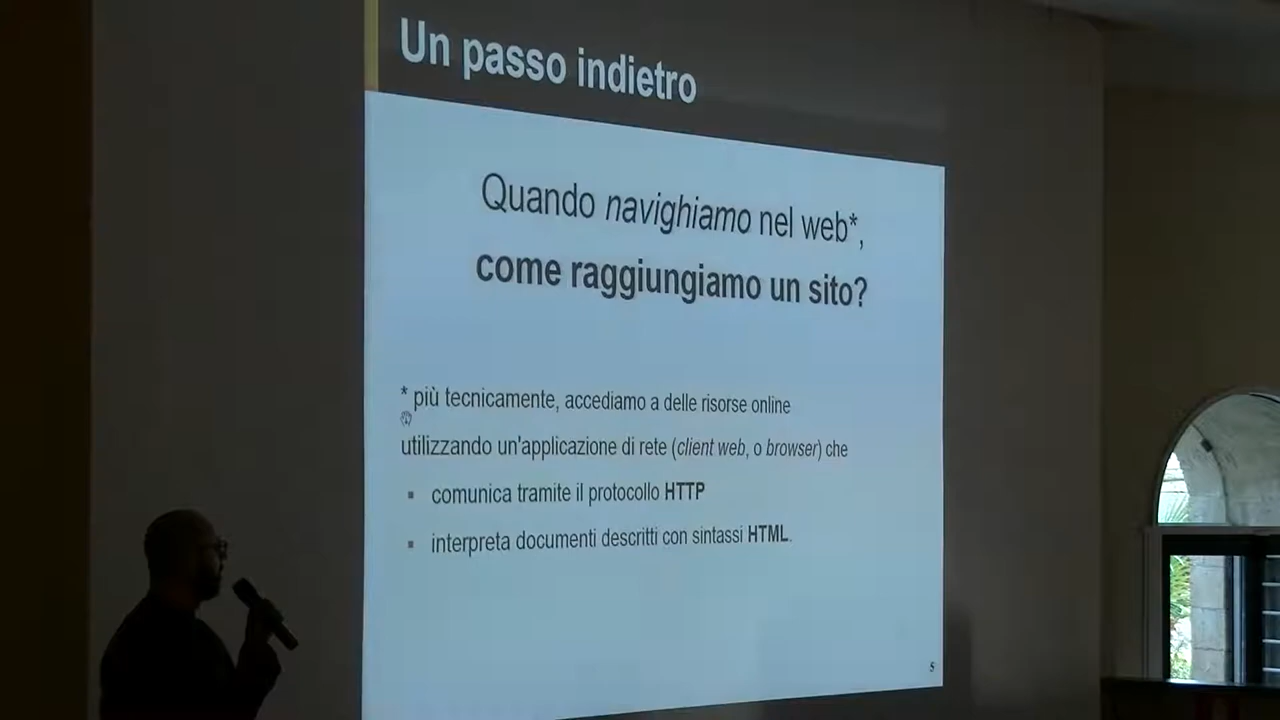 Un passo indietro
Quando navighiamo nel web*,
come raggiungiamo un sito?
* più tecnicamente, accediamo a delle risorse online
utilizzando un'applicazione di rete (client web, o browser) che
▪ comunica tramite il protocollo HTTP
▪ interpreta documenti descritti con sintassi HTML.
5